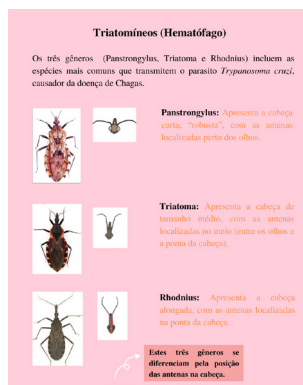 Triatomíneos (Hematófago)
Os três gêneros (Panstrongylus, Triatoma e Rhodnius) incluem as
espécies mais comuns que transmitem o parasito Trypanosoma cruzi,
causador da doença de Chagas.
Panstrongylus: Apresenta a cabeça
curta, "robusta", com as antenas
localizadas perto dos olhos.
Triatoma: Apresenta a cabeça de
tamanho médio, com as antenas
localizadas no meio (entre os olhos e
a ponta da cabeça).
Rhodnius: Apresenta a cabeça
alongada, com as antenas localizadas
na ponta da cabeça.
Estes três gêneros se
diferenciam pela posição
das antenas na cabeça.